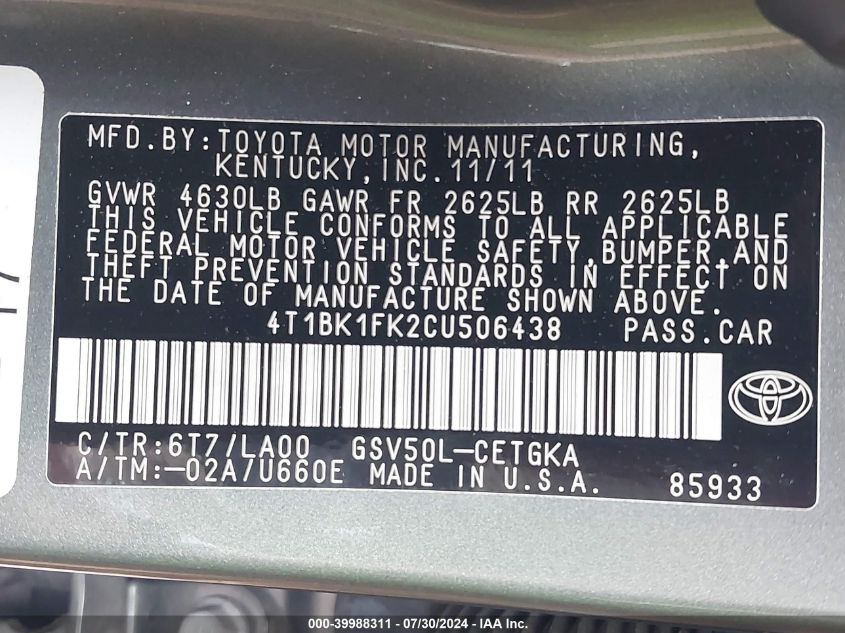 MFD.BY:TOYOTA MOTOR MANUFACTURING,
KENTUCKY,INC.11/11
GVWR 4630LB GAWR FR 2625LB RR 2625LB
THIS VEHICLE CONFORMS TO ALL APPLICABLE
FEDERAL MOTOR VEHICLE SAFETY,BUMPER,AND
THEFT PREVENTION STANDARDS IN EFFECT ON
THE DATE OF MANUFACTURE SHOWN ABOVE.
4T1BK1FK2CU506438 PASS.CAR
C/TR:6T7/LA00 GSV50L-CETGKA
A/TM:-02A/U660E MADE IN U.S.A. 85933
000-39988311 - 07/30/2024 - IAA Inc.